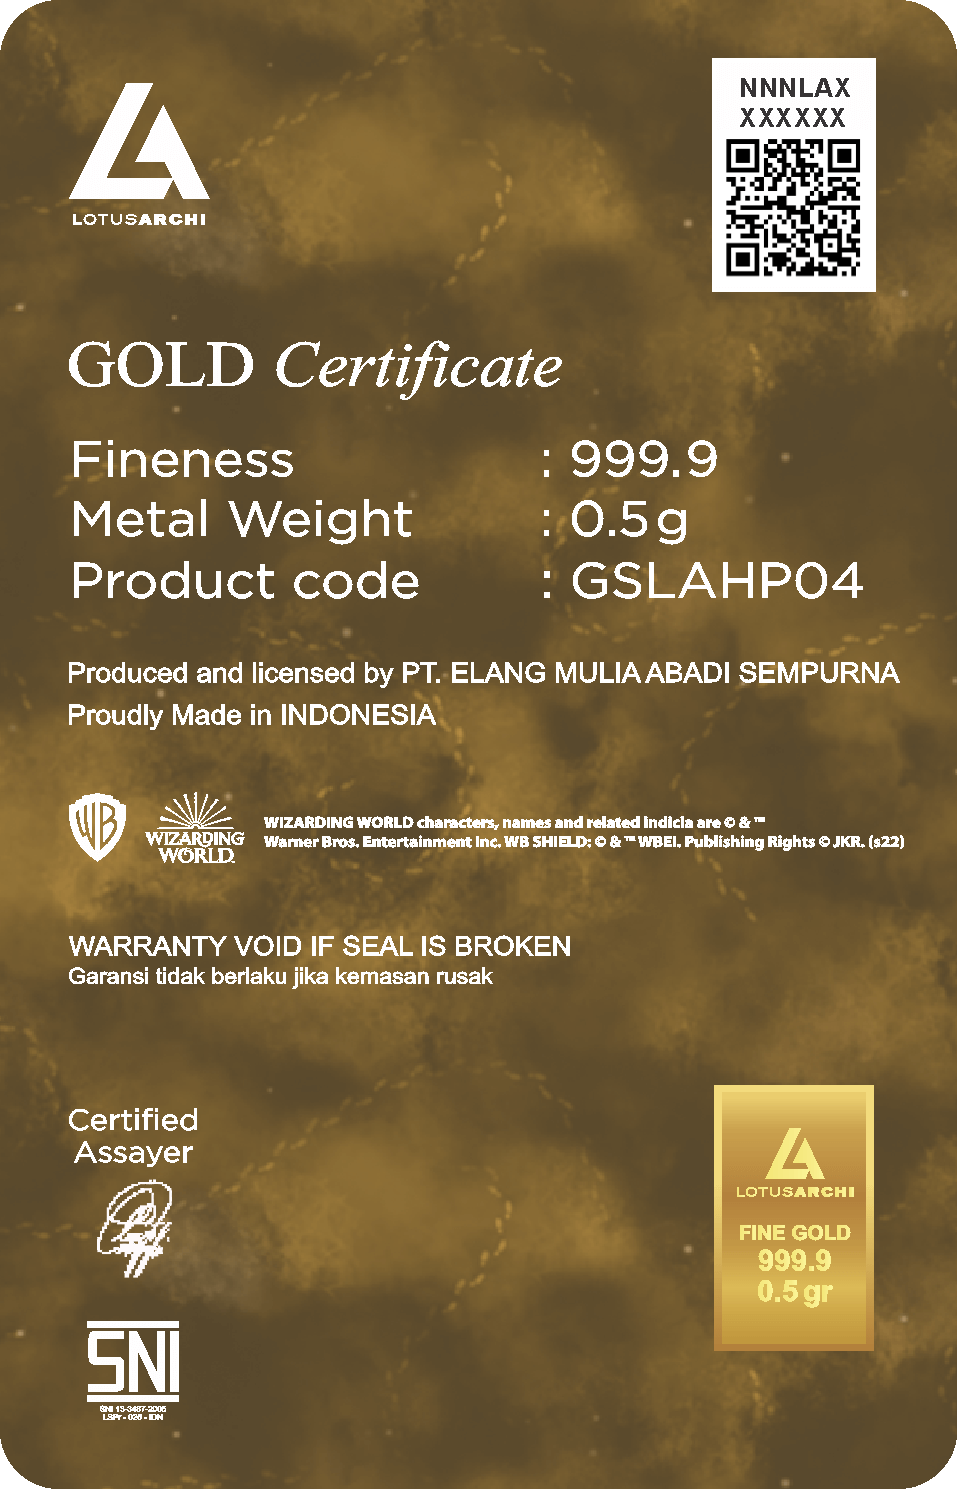 NNNLAX
XXXXXX
LOTUSARCHI
GOLD Certificate
Fineness : 999.9
Metal Weight : 0.5 g
Product code : GSLAHP04
Produced and licensed by PT. ELANG MULIA ABADI SEMPURNA
Proudly Made in INDONESIA
WB
WIZARDING
WORLD
WIZARDING WORLD characters, names and related indicia are © & ™
Warner Bros. Entertainment Inc. WB SHIELD: © & ™ WBEI. Publishing Rights © JKR. (s22)
WARRANTY VOID IF SEAL IS BROKEN
Garansi tidak berlaku jika kemasan rusak
Certified
Assayer
LOTUSARCHI
FINE GOLD
999.9
0.5 gr
SNI
SNI 13-3487-2005
LSPr - 026 - IDN